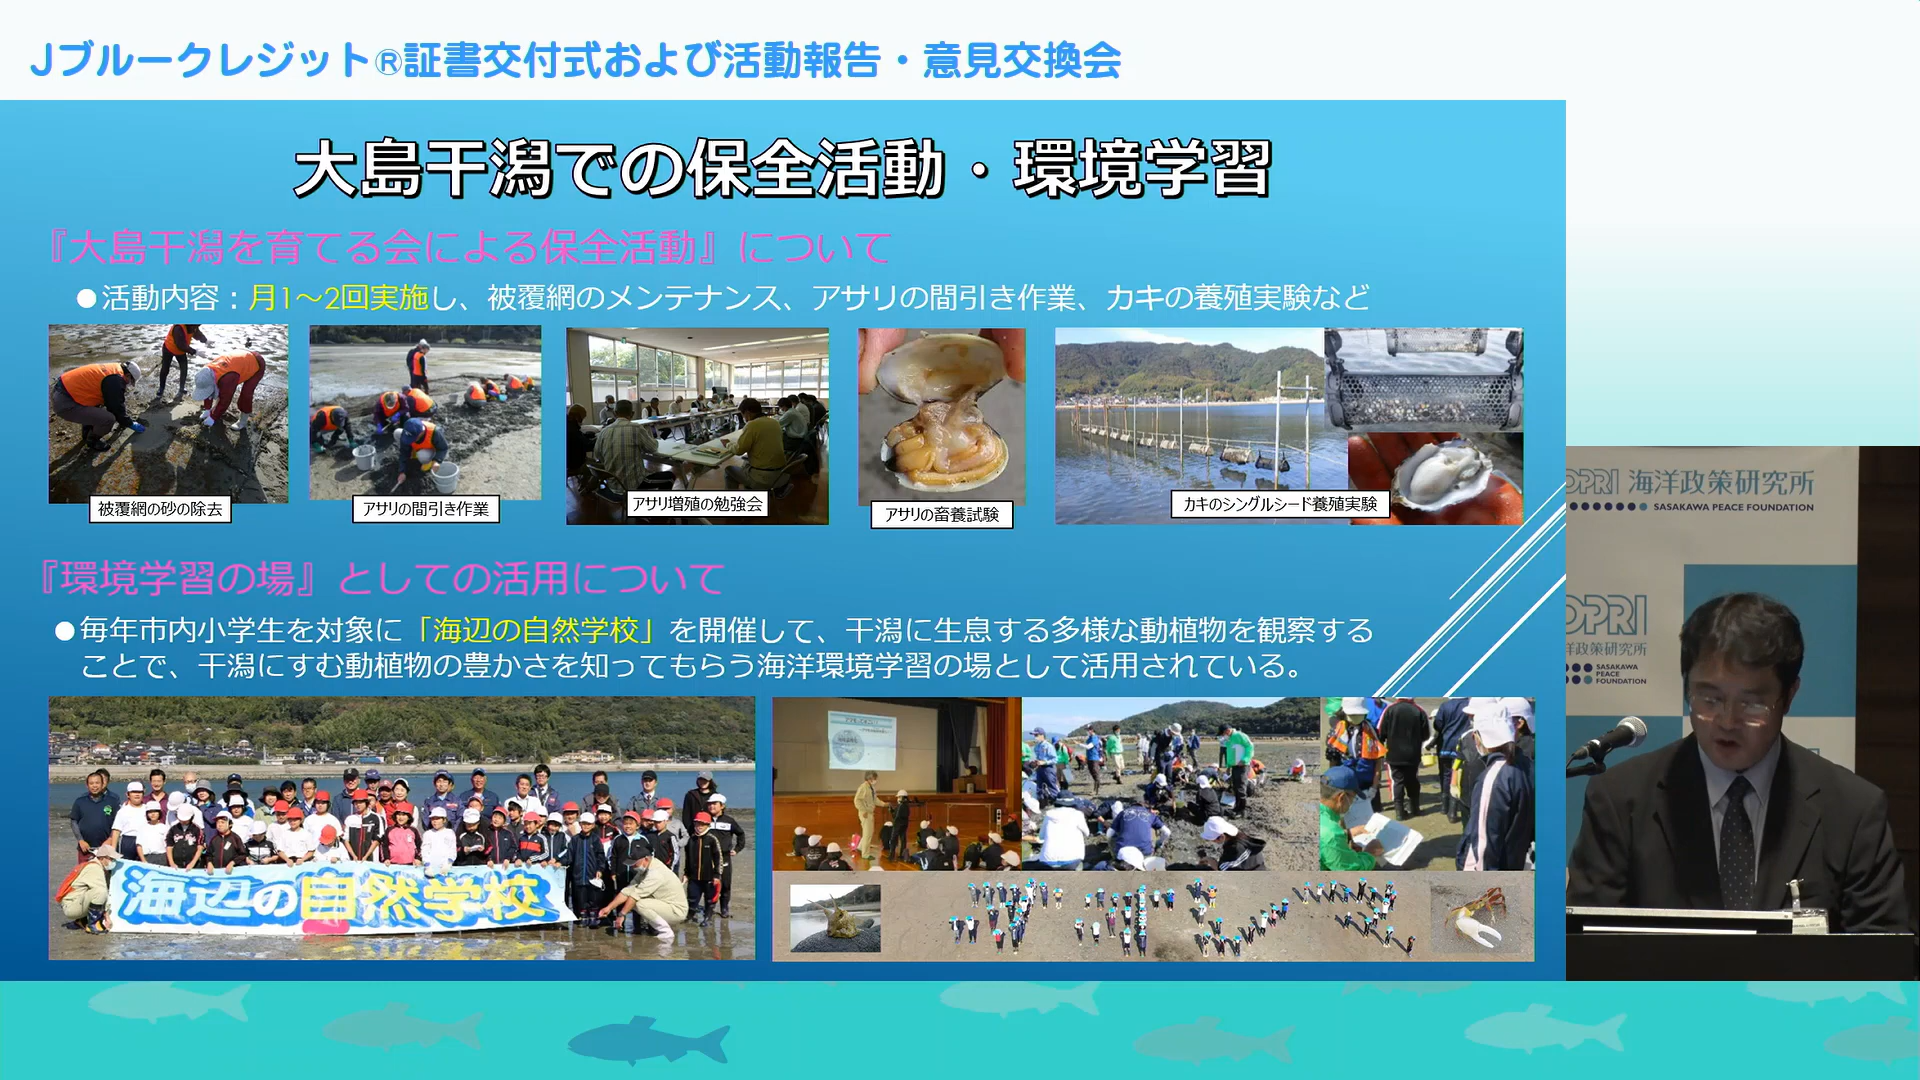 Jブルークレジット®証書交付式および活動報告・意見交換会
大島干潟での保全活動・環境学習
『大島干潟を育てる会による保全活動』について
●活動内容：月1～2回実施し、被覆網のメンテナンス、アサリの間引き作業、カキの養殖実験など
被覆網の砂の除去
アサリの間引き作業
アサリ増殖の勉強会
アサリの畜養試験
カキのシングルシード養殖実験
『環境学習の場』としての活用について
●毎年市内小学生を対象に「海辺の自然学校」を開催して、干潟に生息する多様な動植物を観察する
ことで、干潟にすむ動植物の豊かさを知ってもらう海洋環境学習の場として活用されている。
海辺の自然学校
OPRI 海洋政策研究所
SASAKAWA PEACE FOUNDATION
OPRI
洋政策研究所
SASAKAWA
PEACE
FOUNDATION